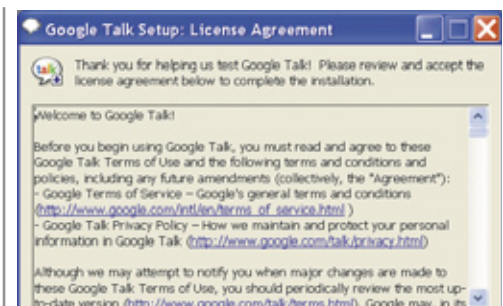 Google Talk Setup: License Agreement
talk
Thank you for helping us test Google Talk! Please review and accept the
license agreement below to complete the installation.
Welcome to Google Talk!
Before you begin using Google Talk, you must read and agree to these
Google Talk Terms of Use and the following terms and conditions and
policies, including any future amendments (collectively, the "Agreement"):
- Google Terms of Service – Google's general terms and conditions
(http://www.google.com/intl/en/terms_of_service.html )
- Google Talk Privacy Policy – How we maintain and protect your personal
information in Google Talk (http://www.google.com/talk/privacy.html)
Although we may attempt to notify you when major changes are made to
these Google Talk Terms of Use, you should periodically review the most up-
to-date version (http://www.google.com/talk/terms.html). Google may, in its